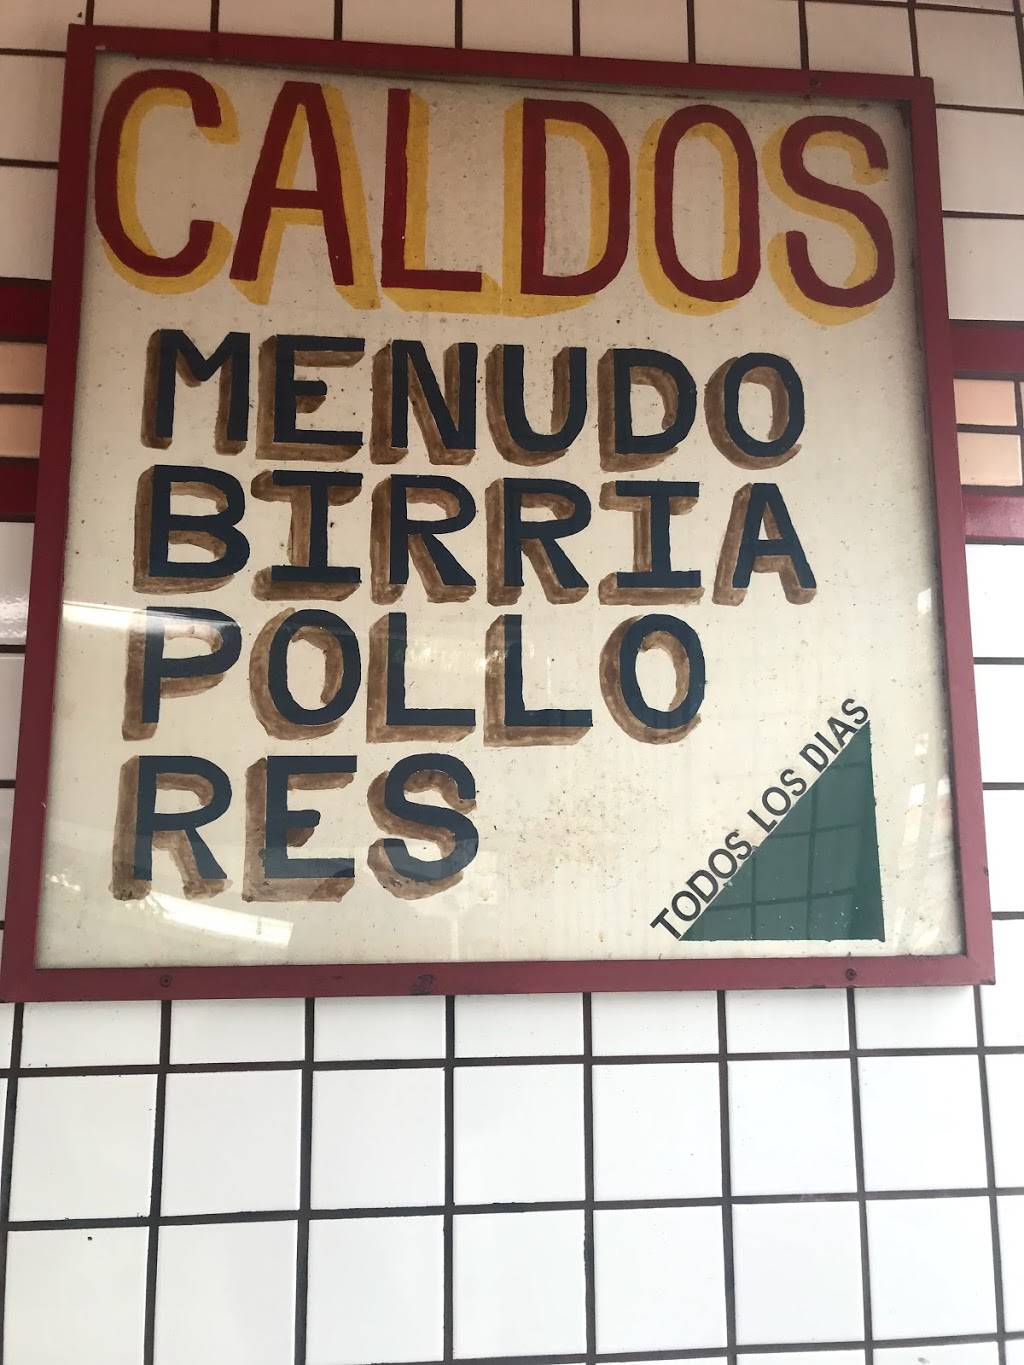 CALDOS
MENUDO
BIRRIA
POLLO
RES
TODOS LOS DIAS